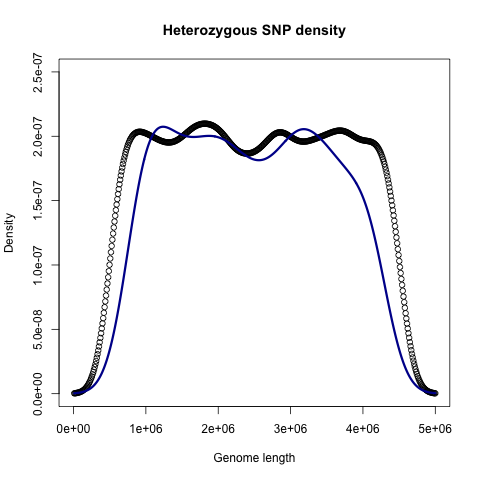 Heterozygous SNP density
Density
2.5e-07
2.0e-07
1.5e-07
1.0e-07
5.0e-08
0.0e+00
0e+00 1e+06 2e+06 3e+06 4e+06 5e+06
Genome length